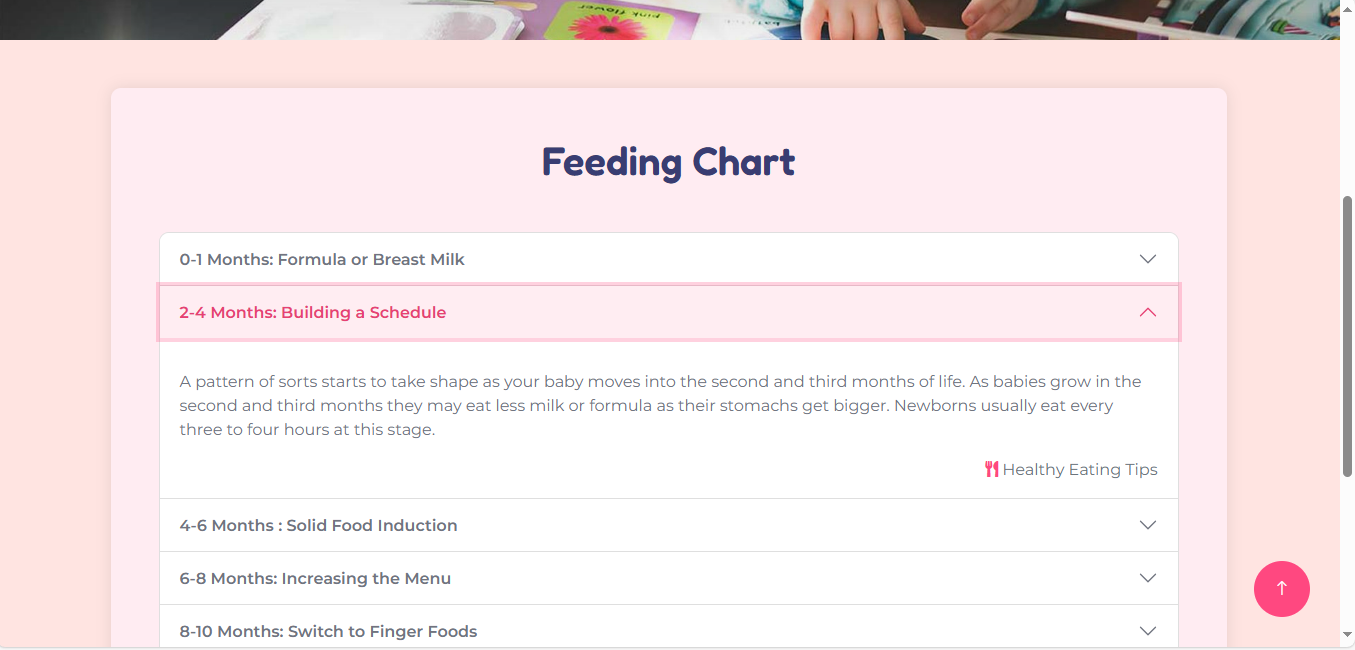 pink flower
Feeding Chart
0-1 Months: Formula or Breast Milk
2-4 Months: Building a Schedule
A pattern of sorts starts to take shape as your baby moves into the second and third months of life. As babies grow in the
second and third months they may eat less milk or formula as their stomachs get bigger. Newborns usually eat every
three to four hours at this stage.
Healthy Eating Tips
4-6 Months : Solid Food Induction
6-8 Months: Increasing the Menu
8-10 Months: Switch to Finger Foods